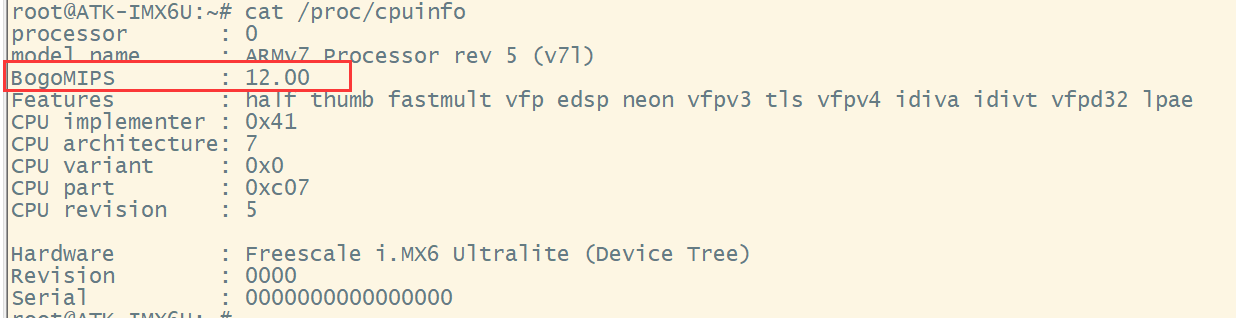 root@ATK-IMX6U:~# cat /proc/cpuinfo
processor : 0
model name : ARMv7 Processor rev 5 (v7l)
BogoMIPS : 12.00
Features : half thumb fastmult vfp edsp neon vfpv3 tls vfpv4 idiva idivt vfpd32 lpae
CPU implementer : 0x41
CPU architecture: 7
CPU variant : 0x0
CPU part : 0xc07
CPU revision : 5
Hardware : Freescale i.MX6 Ultralite (Device Tree)
Revision : 0000
Serial : 0000000000000000
root@ATK-IMX6U:~#